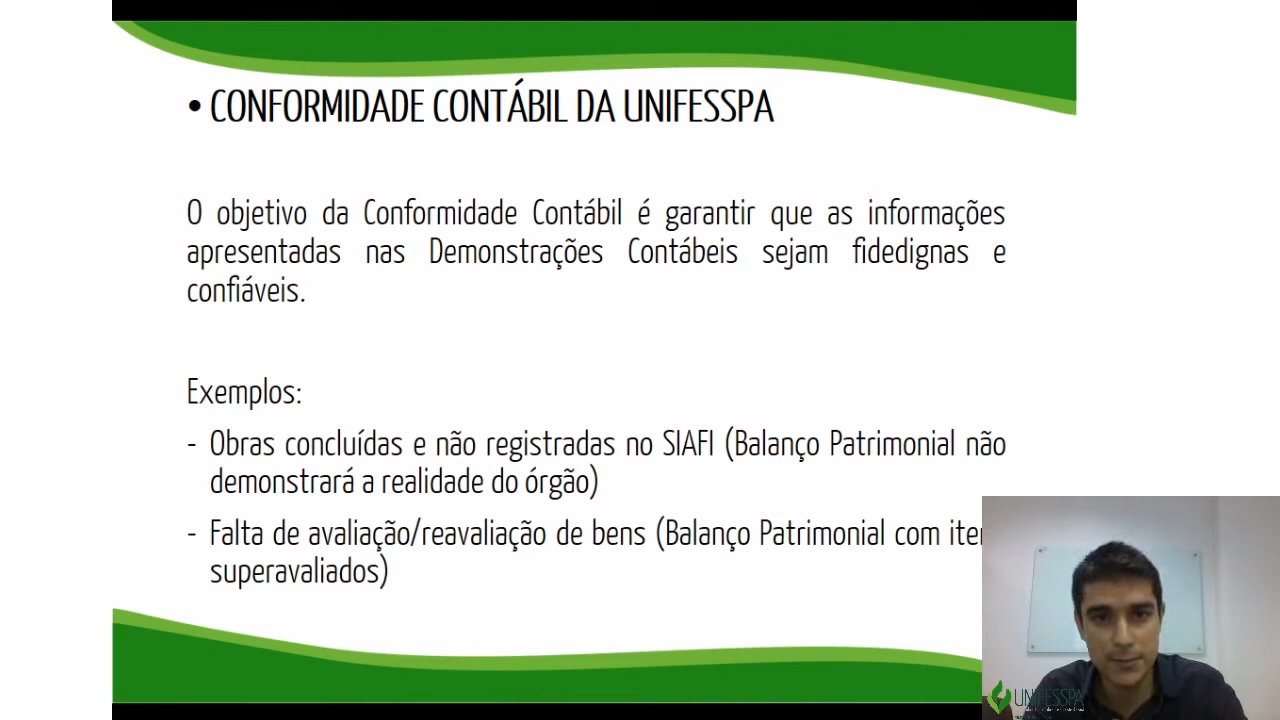 • CONFORMIDADE CONTÁBIL DA UNIFESSPA
O objetivo da Conformidade Contábil é garantir que as informações
apresentadas nas Demonstrações Contábeis sejam fidedignas e
confiáveis.
Exemplos:
- Obras concluídas e não registradas no SIAFI (Balanço Patrimonial não
demonstrará a realidade do órgão)
- Falta de avaliação/reavaliação de bens (Balanço Patrimonial com
superavaliados)
UNIFESSPA